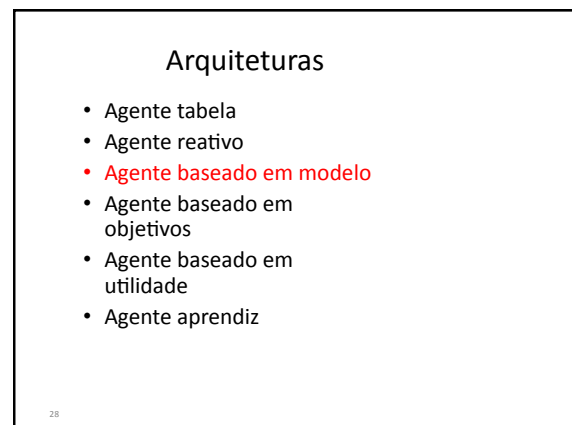 Arquiteturas
• Agente tabela
• Agente reativo
• Agente baseado em modelo
• Agente baseado em
objetivos
• Agente baseado em
utilidade
• Agente aprendiz
28